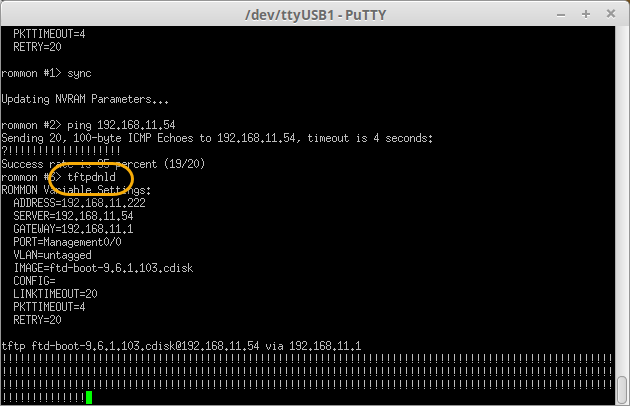 /dev/ttyUSB1 - PuTTY
PKTTIMEOUT=4
RETRY=20
rommon #1> sync
Updating NVRAM Parameters...
rommon #2> ping 192.168.11.54
Sending 20, 100-byte ICMP Echoes to 192.168.11.54, timeout is 4 seconds:
?!!!!!!!!!!!!!!!!!!!
Success rate is 95 percent (19/20)
rommon #3> tftpdnld
ROMMON Variable Settings:
ADDRESS=192.168.11.222
SERVER=192.168.11.54
GATEWAY=192.168.11.1
PORT=Management0/0
VLAN=untagged
IMAGE=ftd-boot-9.6.1.103.cdisk
CONFIG=
LINKTIMEOUT=20
PKTTIMEOUT=4
RETRY=20
tftp ftd-boot-9.6.1.103.cdisk@192.168.11.54 via 192.168.11.1
!!!!!!!!!!!!!!!!!!!!!!!!!!!!!!!!!!!!!!!!!!!!!!!!!!!!!!!!!!!!!!!!!!!!!!!!!!!!!!!!
!!!!!!!!!!!!!!!!!!!!!!!!!!!!!!!!!!!!!!!!!!!!!!!!!!!!!!!!!!!!!!!!!!!!!!!!!!!!!!!!
!!!!!!!!!!!!!!!!!!!!!!!!!!!!!!!!!!!!!!!!!!!!!!!!!!!!!!!!!!!!!!!!!!!!!!!!!!!!!!!!
!!!!!!!!!!!